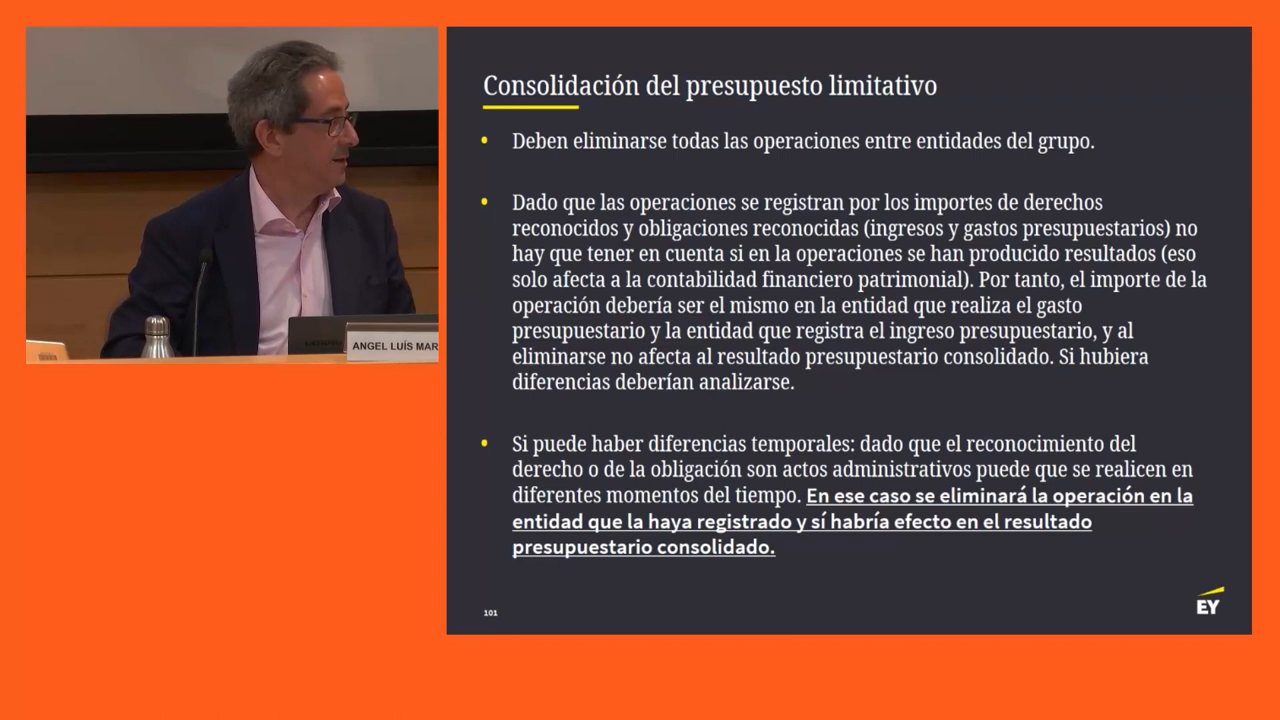 Consolidación del presupuesto limitativo
• Deben eliminarse todas las operaciones entre entidades del grupo.
• Dado que las operaciones se registran por los importes de derechos
reconocidos y obligaciones reconocidas (ingresos y gastos presupuestarios) no
hay que tener en cuenta si en la operaciones se han producido resultados (eso
solo afecta a la contabilidad financiero patrimonial). Por tanto, el importe de la
operación debería ser el mismo en la entidad que realiza el gasto
presupuestario y la entidad que registra el ingreso presupuestario, y al
eliminarse no afecta al resultado presupuestario consolidado. Si hubiera
diferencias deberían analizarse.
• Si puede haber diferencias temporales: dado que el reconocimiento del
derecho o de la obligación son actos administrativos puede que se realicen en
diferentes momentos del tiempo. En ese caso se eliminará la operación en la
entidad que la haya registrado y sí habría efecto en el resultado
presupuestario consolidado.
101
EY
ANGEL LUÍS MAR